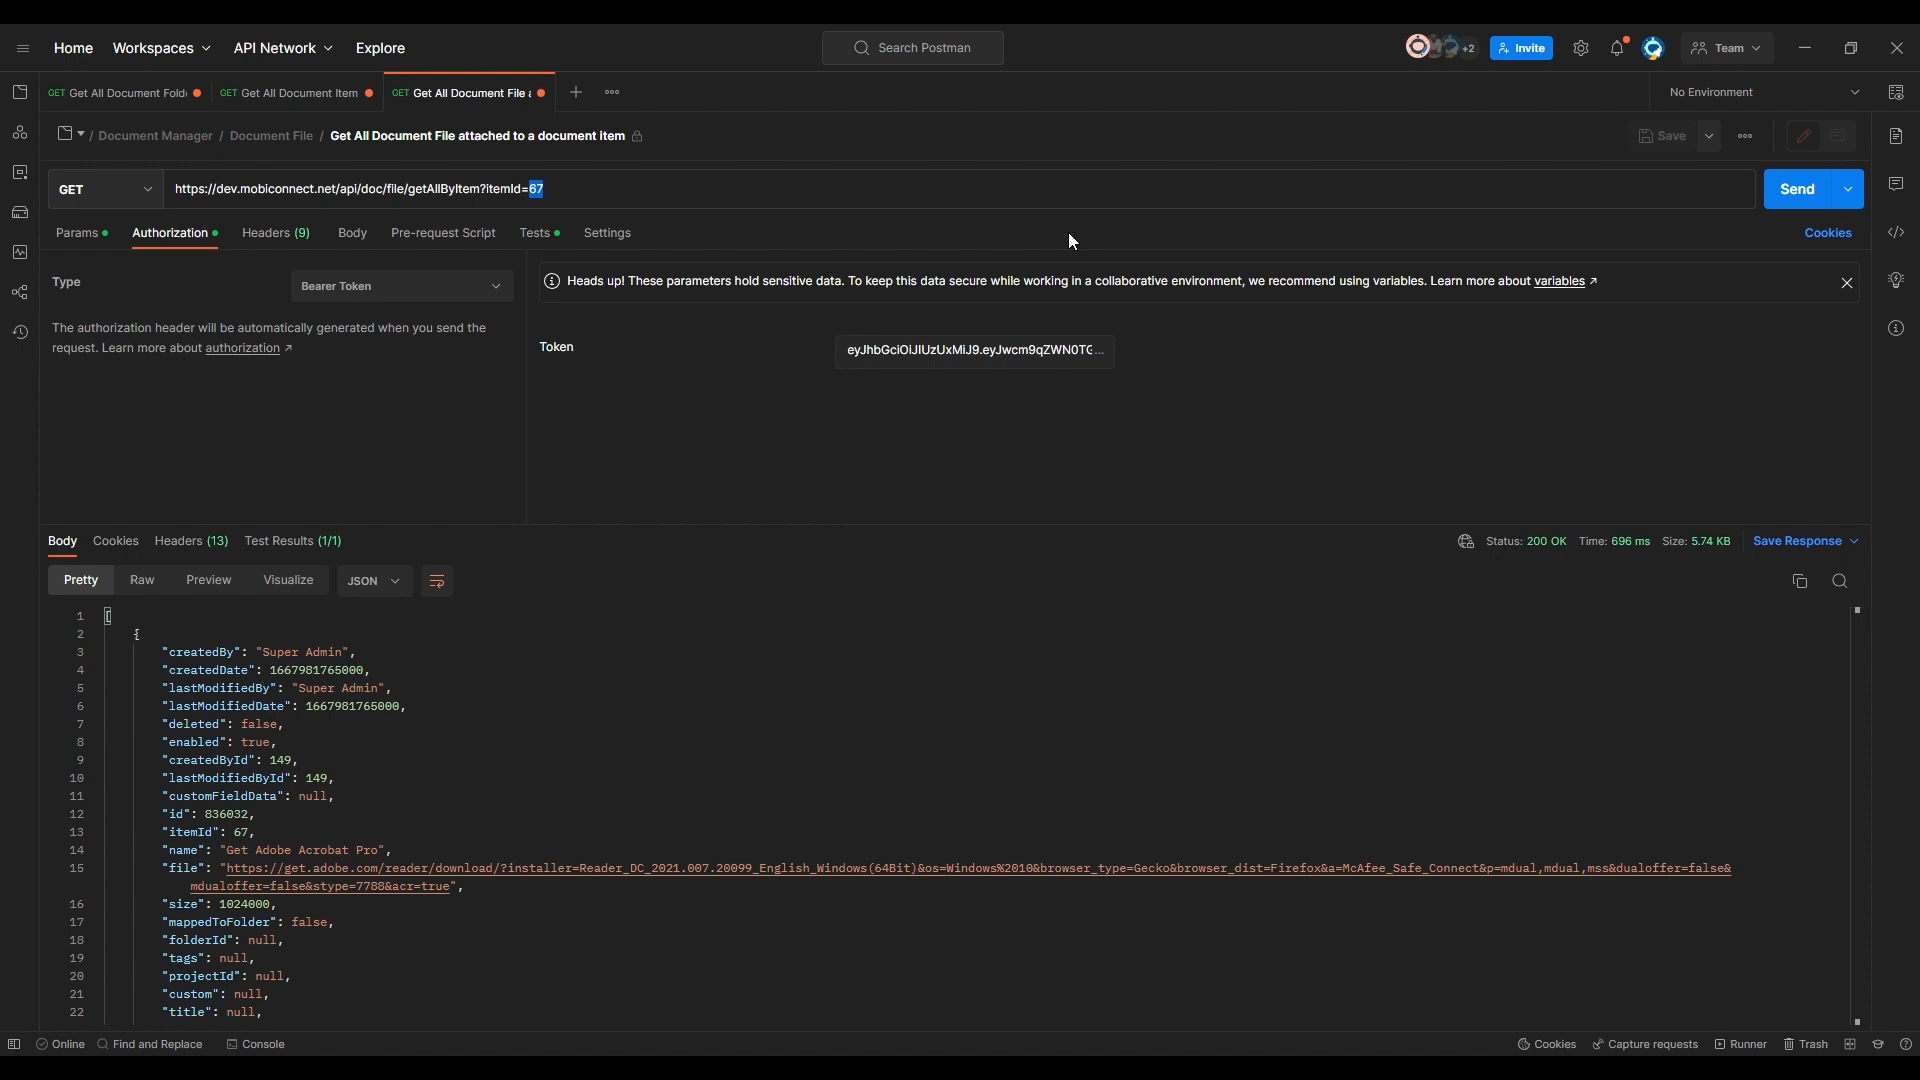 Home Workspaces API Network Explore Search Postman +2 Invite Team
GET Get All Document Fold GET Get All Document Item GET Get All Document File a No Environment
/ Document Manager / Document File / Get All Document File attached to a document item Save
GET https://dev.mobiconnect.net/api/doc/file/getAllByItem?itemId=67 Send
Params Authorization Headers (9) Body Pre-request Script Tests Settings Cookies
Type Bearer Token
Heads up! These parameters hold sensitive data. To keep this data secure while working in a collaborative environment, we recommend using variables. Learn more about variables ↗
The authorization header will be automatically generated when you send the
request. Learn more about authorization ↗
Token eyJhbGciOiJIUzUxMiJ9.eyJwcm9qZWN0TG ...
Body Cookies Headers (13) Test Results (1/1) Status: 200 OK Time: 696 ms Size: 5.74 KB Save Response
Pretty Raw Preview Visualize JSON
1 [
2 {
3 "createdBy": "Super Admin",
4 "createdDate": 1667981765000,
5 "lastModifiedBy": "Super Admin",
6 "lastModifiedDate": 1667981765000,
7 "deleted": false,
8 "enabled": true,
9 "createdById": 149,
10 "lastModifiedById": 149,
11 "customFieldData": null,
12 "id": 836032,
13 "itemId": 67,
14 "name": "Get Adobe Acrobat Pro",
15 "file": "https://get.adobe.com/reader/download/?installer=Reader_DC_2021.007.20099_English_Windows(64Bit)&os=Windows%2010&browser_type=Gecko&browser_dist=Firefox&a=McAfee_Safe_Connect&p=mdual,mdual,mss&dualoffer=false&
mdualoffer=false&stype=7788&acr=true",
16 "size": 1024000,
17 "mappedToFolder": false,
18 "folderId": null,
19 "tags": null,
20 "projectId": null,
21 "custom": null,
22 "title": null,
Online Find and Replace Console Cookies Capture requests Runner Trash